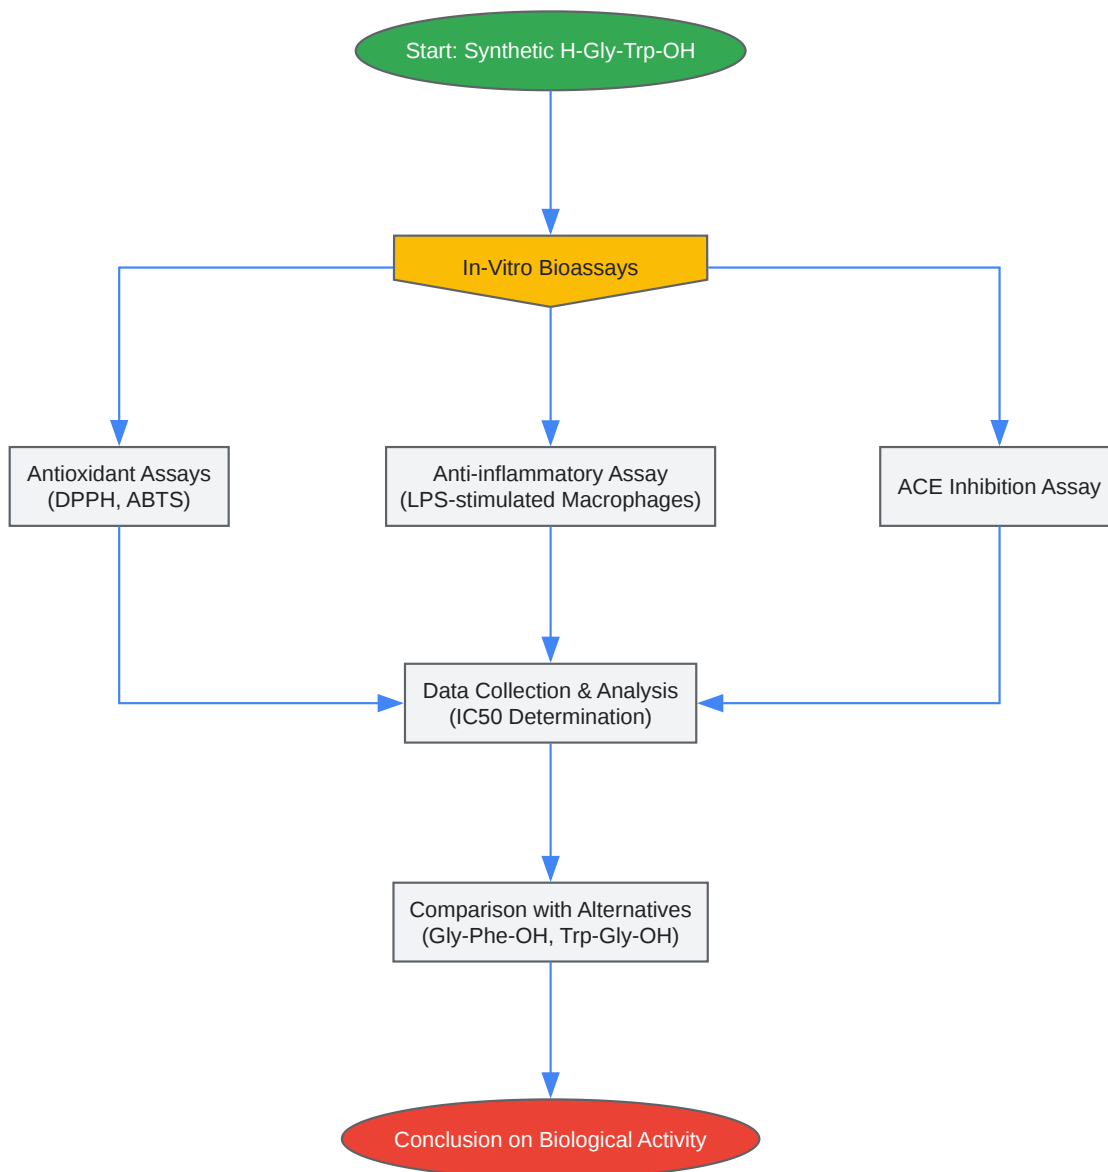 Start: Synthetic H-Gly-Trp-OH
In-Vitro Bioassays
Antioxidant Assays
(DPPH, ABTS)
Anti-inflammatory Assay
(LPS-stimulated Macrophages)
ACE Inhibition Assay
Data Collection & Analysis
(IC50 Determination)
Comparison with Alternatives
(Gly-Phe-OH, Trp-Gly-OH)
Conclusion on Biological Activity